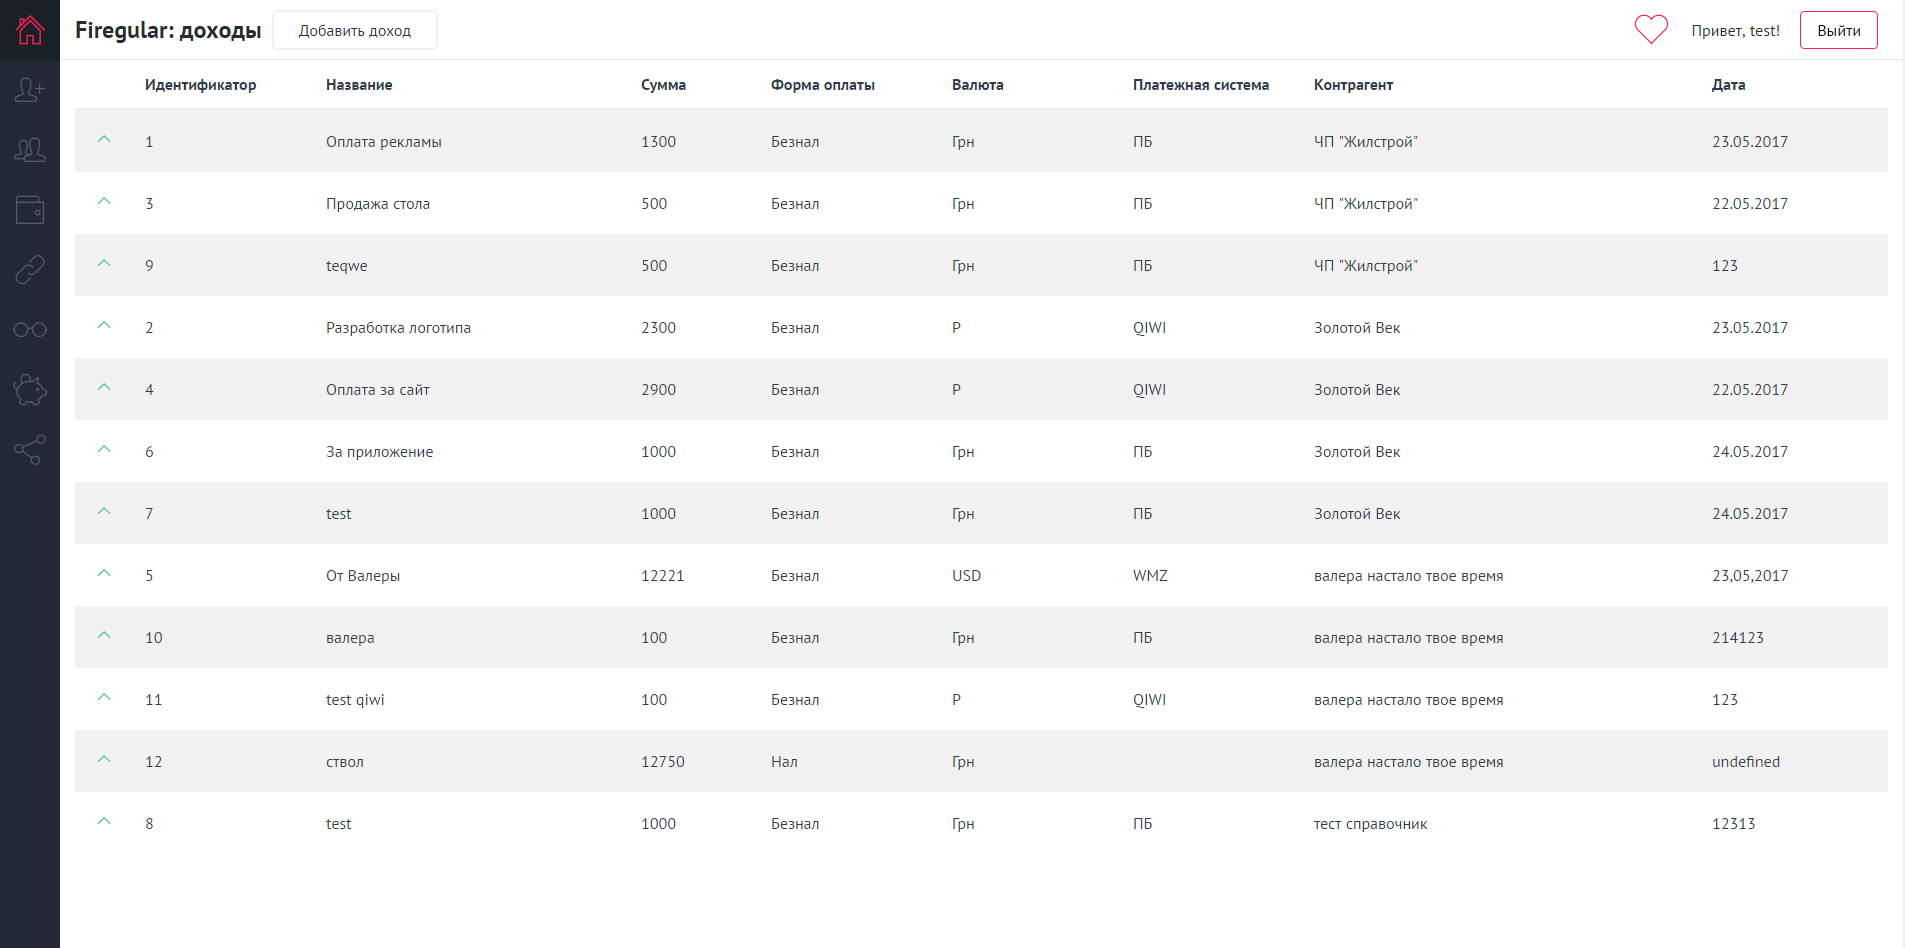 Firegular: доходы Добавить доход Привет, test! Выйти
Идентификатор Название Сумма Форма оплаты Валюта Платежная система Контрагент Дата
1 Оплата рекламы 1300 Безнал Грн ПБ ЧП "Жилстрой" 23.05.2017
3 Продажа стола 500 Безнал Грн ПБ ЧП "Жилстрой" 22.05.2017
9 teqwe 500 Безнал Грн ПБ ЧП "Жилстрой" 123
2 Разработка логотипа 2300 Безнал Р QIWI Золотой Век 23.05.2017
4 Оплата за сайт 2900 Безнал Р QIWI Золотой Век 22.05.2017
6 За приложение 1000 Безнал Грн ПБ Золотой Век 24.05.2017
7 test 1000 Безнал Грн ПБ Золотой Век 24.05.2017
5 От Валеры 12221 Безнал USD WMZ валера настало твое время 23,05,2017
10 валера 100 Безнал Грн ПБ валера настало твое время 214123
11 test qiwi 100 Безнал Р QIWI валера настало твое время 123
12 ствол 12750 Нал Грн валера настало твое время undefined
8 test 1000 Безнал Грн ПБ тест справочник 12313